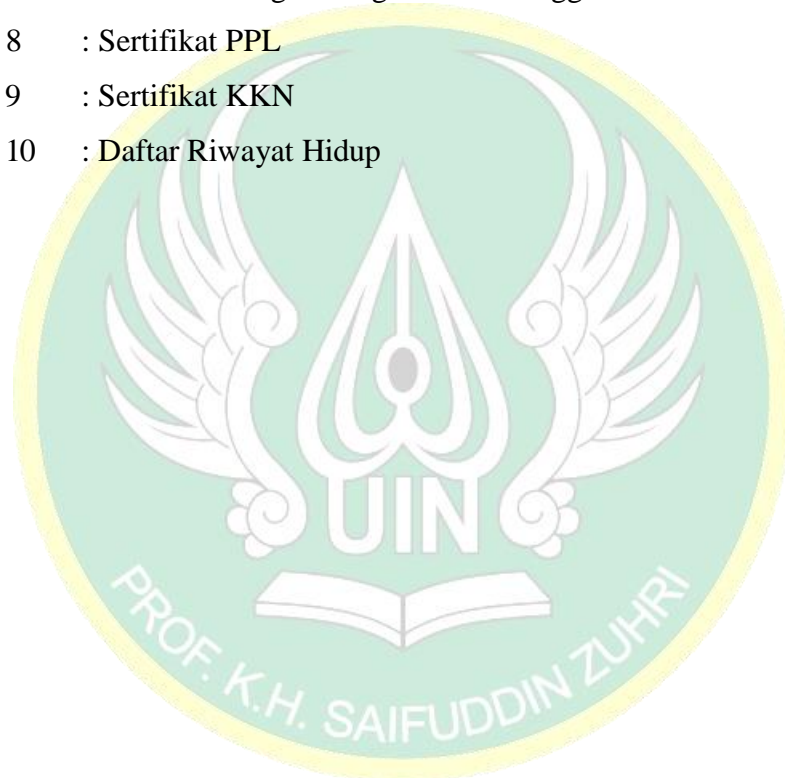 8 : Sertifikat PPL
9 : Sertifikat KKN
10 : Daftar Riwayat Hidup
UIN
PROF. K.H. SAIFUDDIN ZUHRI